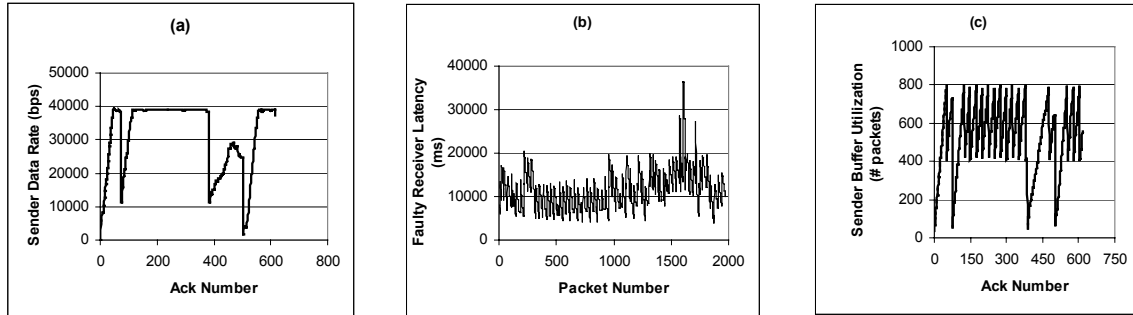 (a)
Sender Data Rate (bps)
50000
40000
30000
20000
10000
0
0 200 400 600 800
Ack Number
(b)
Faulty Receiver Latency
(ms)
40000
30000
20000
10000
0
0 500 1000 1500 2000
Packet Number
(c)
Sender Buffer Utilization
(# packets)
1000
800
600
400
200
0
0 150 300 450 600 750
Ack Number